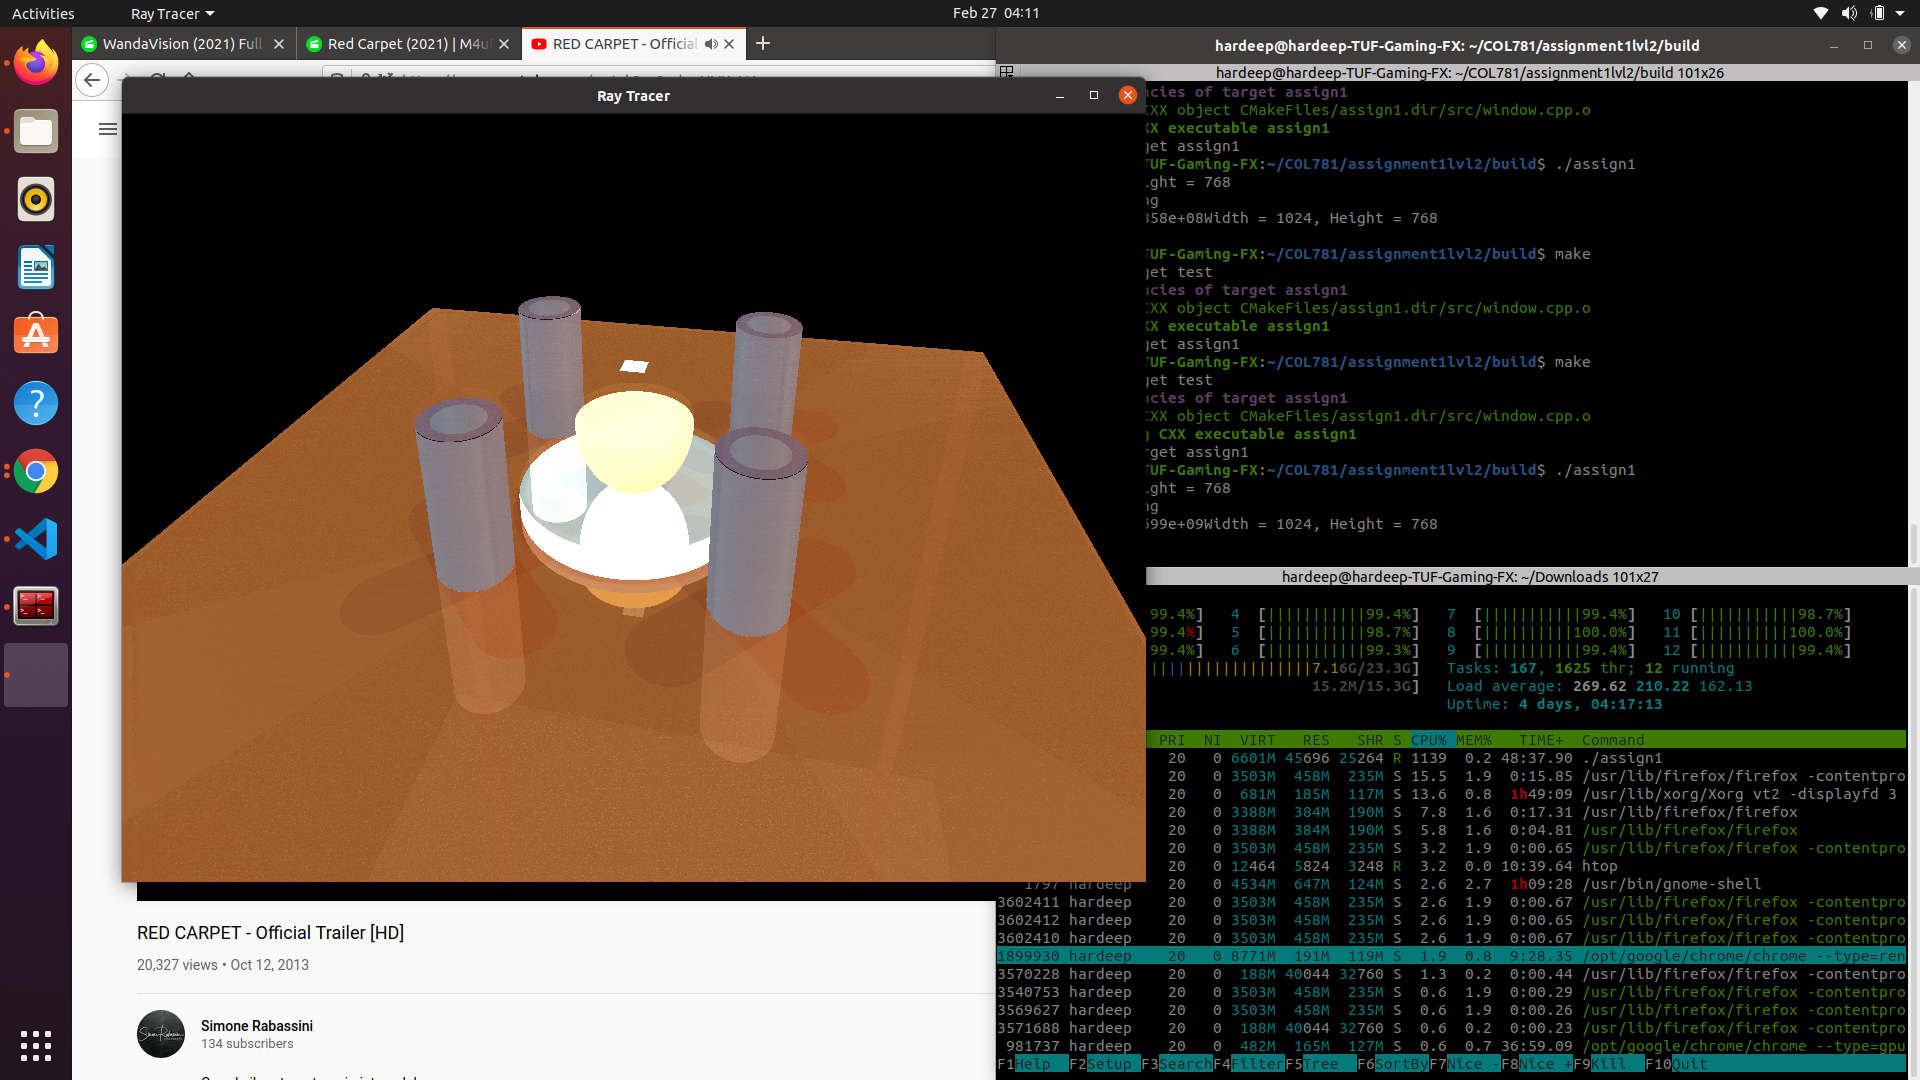 Activities
Ray Tracer
Feb 27 04:11
WandaVision (2021) Full
Red Carpet (2021) | M4u
RED CARPET - Official
hardeep@hardeep-TUF-Gaming-FX: ~/COL781/assignment1lvl2/build
hardeep@hardeep-TUF-Gaming-FX: ~/COL781/assignment1lvl2/build 101x26
Ray Tracer
cies of target assign1
CXX object CMakeFiles/assign1.dir/src/window.cpp.o
XX executable assign1
get assign1
TUF-Gaming-FX:~/COL781/assignment1lvl2/build$ ./assign1
ight = 768
ng
358e+08Width = 1024, Height = 768
TUF-Gaming-FX:~/COL781/assignment1lvl2/build$ make
get test
ncies of target assign1
CXX object CMakeFiles/assign1.dir/src/window.cpp.o
XX executable assign1
get assign1
TUF-Gaming-FX:~/COL781/assignment1lvl2/build$ make
get test
ncies of target assign1
CXX object CMakeFiles/assign1.dir/src/window.cpp.o
g CXX executable assign1
rget assign1
TUF-Gaming-FX:~/COL781/assignment1lvl2/build$ ./assign1
ight = 768
ng
599e+09Width = 1024, Height = 768
hardeep@hardeep-TUF-Gaming-FX: ~/Downloads 101x27
99.4%] 4 [|||||||||||99.4%] 7 [|||||||||||99.4%] 10 [|||||||||||98.7%]
99.4%] 5 [|||||||||||98.7%] 8 [||||||||||100.0%] 11 [||||||||||100.0%]
99.4%] 6 [|||||||||||99.3%] 9 [|||||||||||99.4%] 12 [|||||||||||99.4%]
||||||||||||||||||7.16G/23.3G] Tasks: 167, 1625 thr; 12 running
15.2M/15.3G] Load average: 269.62 210.22 162.13
Uptime: 4 days, 04:17:13
PRI NI VIRT RES SHR S CPU% MEM% TIME+ Command
20 0 6601M 45696 25264 R 1139 0.2 48:37.90 ./assign1
20 0 3503M 458M 235M S 15.5 1.9 0:15.85 /usr/lib/firefox/firefox -contentpro
20 0 681M 185M 117M S 13.6 0.8 1h49:09 /usr/lib/xorg/Xorg vt2 -displayfd 3
20 0 3388M 384M 190M S 7.8 1.6 0:17.31 /usr/lib/firefox/firefox
20 0 3388M 384M 190M S 5.8 1.6 0:04.81 /usr/lib/firefox/firefox
20 0 3503M 458M 235M S 3.2 1.9 0:00.65 /usr/lib/firefox/firefox -contentpro
20 0 12464 5824 3248 R 3.2 0.0 10:39.64 htop
1797 hardeep 20 0 4534M 647M 124M S 2.6 2.7 1h09:28 /usr/bin/gnome-shell
3602411 hardeep 20 0 3503M 458M 235M S 2.6 1.9 0:00.67 /usr/lib/firefox/firefox -contentpro
3602412 hardeep 20 0 3503M 458M 235M S 2.6 1.9 0:00.65 /usr/lib/firefox/firefox -contentpro
3602410 hardeep 20 0 3503M 458M 235M S 2.6 1.9 0:00.67 /usr/lib/firefox/firefox -contentpro
1899930 hardeep 20 0 8771M 191M 119M S 1.9 0.8 9:28.35 /opt/google/chrome/chrome --type=ren
3570228 hardeep 20 0 188M 40044 32760 S 1.3 0.2 0:00.44 /usr/lib/firefox/firefox -contentpro
3540753 hardeep 20 0 3503M 458M 235M S 0.6 1.9 0:00.29 /usr/lib/firefox/firefox -contentpro
3569627 hardeep 20 0 3503M 458M 235M S 0.6 1.9 0:00.26 /usr/lib/firefox/firefox -contentpro
3571688 hardeep 20 0 188M 40044 32760 S 0.6 0.2 0:00.23 /usr/lib/firefox/firefox -contentpro
981737 hardeep 20 0 482M 165M 127M S 0.6 0.7 36:59.09 /opt/google/chrome/chrome --type=gpu
F1Help F2Setup F3SearchF4FilterF5Tree F6SortByF7Nice -F8Nice +F9Kill F10Quit
RED CARPET - Official Trailer [HD]
20,327 views • Oct 12, 2013
Simone Rabassini
134 subscribers